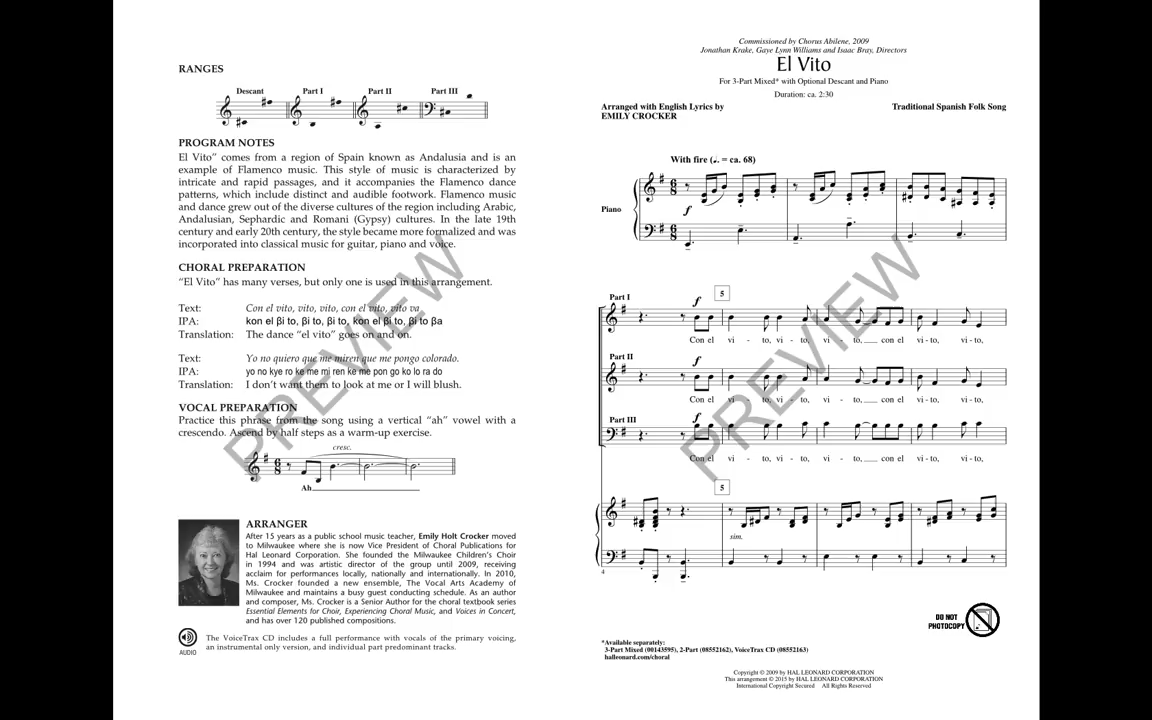 RANGES
Descant Part I Part II Part III
PROGRAM NOTES
El Vito" comes from a region of Spain known as Andalusia and is an
example of Flamenco music. This style of music is characterized by
intricate and rapid passages, and it accompanies the Flamenco dance
patterns, which include distinct and audible footwork. Flamenco music
and dance grew out of the diverse cultures of the region including Arabic,
Andalusian, Sephardic and Romani (Gypsy) cultures. In the late 19th
century and early 20th century, the style became more formalized and was
incorporated into classical music for guitar, piano and voice.
CHORAL PREPARATION
"El Vito" has many verses, but only one is used in this arrangement.
Text: Con el vito, vito, vito, con el vito, vito va
IPA: kon el βi to, βi to, βi to, kon el βi to, βi to βa
Translation: The dance "el vito" goes on and on.
Text: Yo no quiero que me miren que me pongo colorado.
IPA: yo no kye ro ke me mi ren ke me pon go ko lo ra do
Translation: I don't want them to look at me or I will blush.
VOCAL PREPARATION
Practice this phrase from the song using a vertical "ah" vowel with a
crescendo. Ascend by half steps as a warm-up exercise.
cresc.
6
8
Ah
ARRANGER
After 15 years as a public school music teacher, Emily Holt Crocker moved
to Milwaukee where she is now Vice President of Choral Publications for
Hal Leonard Corporation. She founded the Milwaukee Children's Choir
in 1994 and was artistic director of the group until 2009, receiving
acclaim for performances locally, nationally and internationally. In 2010,
Ms. Crocker founded a new ensemble, The Vocal Arts Academy of
Milwaukee and maintains a busy guest conducting schedule. As an author
and composer, Ms. Crocker is a Senior Author for the choral textbook series
Essential Elements for Choir, Experiencing Choral Music, and Voices in Concert,
and has over 120 published compositions.
AUDIO
The VoiceTrax CD includes a full performance with vocals of the primary voicing,
an instrumental only version, and individual part predominant tracks.
PREVIEW
Commissioned by Chorus Abilene, 2009
Jonathan Krake, Gaye Lynn Williams and Isaac Bray, Directors
El Vito
For 3-Part Mixed* with Optional Descant and Piano
Duration: ca. 2:30
Arranged with English Lyrics by
EMILY CROCKER
Traditional Spanish Folk Song
With fire (♩. = ca. 68)
6
8
Piano
f
6
8
Part I f 5
Con el vi - to, vi - to, vi - to, con el vi - to, vi - to,
Part II f
Con el vi - to, vi - to, vi - to, con el vi - to, vi - to,
Part III f
Con el vi - to, vi - to, vi - to, con el vi - to, vi - to,
5
sim.
4
DO NOT
PHOTOCOPY
*Available separately:
3-Part Mixed (00143595), 2-Part (08552162), VoiceTrax CD (08552163)
halleonard.com/choral
Copyright © 2009 by HAL LEONARD CORPORATION
This arrangement © 2015 by HAL LEONARD CORPORATION
International Copyright Secured All Rights Reserved
PREVIEW